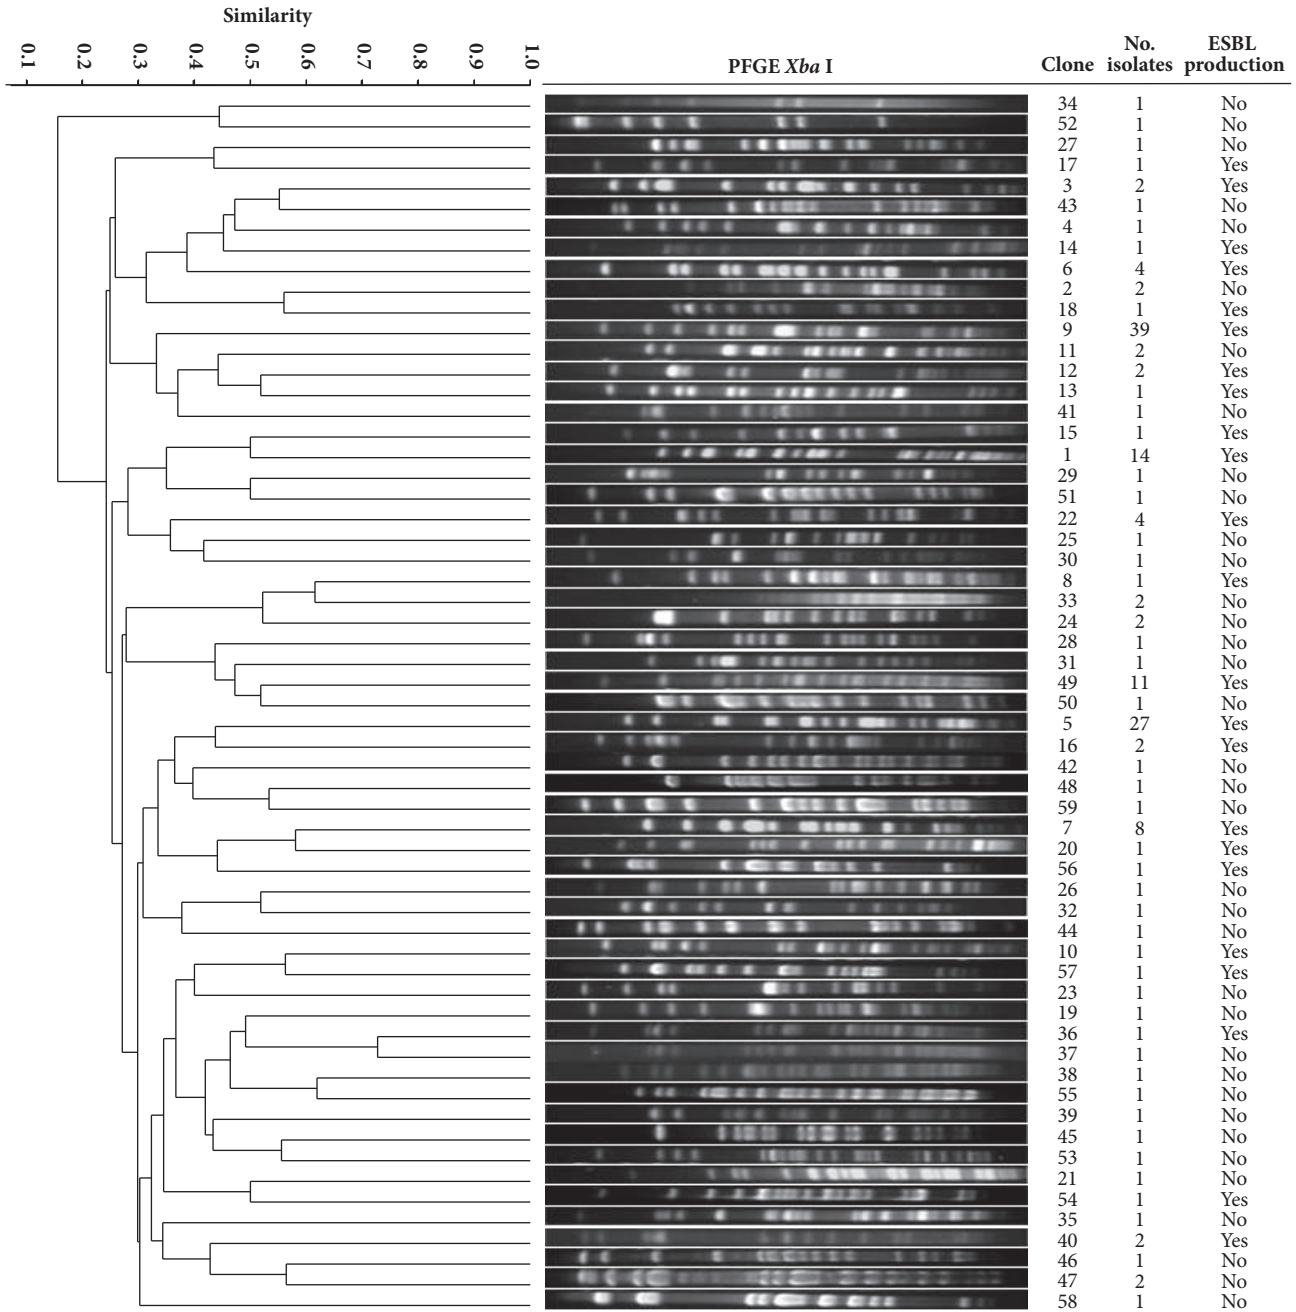 Similarity
0.1 0.2 0.3 0.4 0.5 0.6 0.7 0.8 0.9 1.0
PFGE Xba I
Clone No. isolates ESBL production
34 1 No
52 1 No
27 1 No
17 1 Yes
3 2 Yes
43 1 No
4 1 No
14 1 Yes
6 4 Yes
2 2 No
18 1 Yes
9 39 Yes
11 2 No
12 2 Yes
13 1 Yes
41 1 No
15 1 Yes
1 14 Yes
29 1 No
51 1 No
22 4 Yes
25 1 No
30 1 No
8 1 Yes
33 2 No
24 2 No
28 1 No
31 1 No
49 11 Yes
50 1 No
5 27 Yes
16 2 Yes
42 1 No
48 1 No
59 1 No
7 8 Yes
20 1 Yes
56 1 Yes
26 1 No
32 1 No
44 1 No
10 1 Yes
57 1 Yes
23 1 No
19 1 No
36 1 Yes
37 1 No
38 1 No
55 1 No
39 1 No
45 1 No
53 1 No
21 1 No
54 1 Yes
35 1 No
40 2 Yes
46 1 No
47 2 No
58 1 No